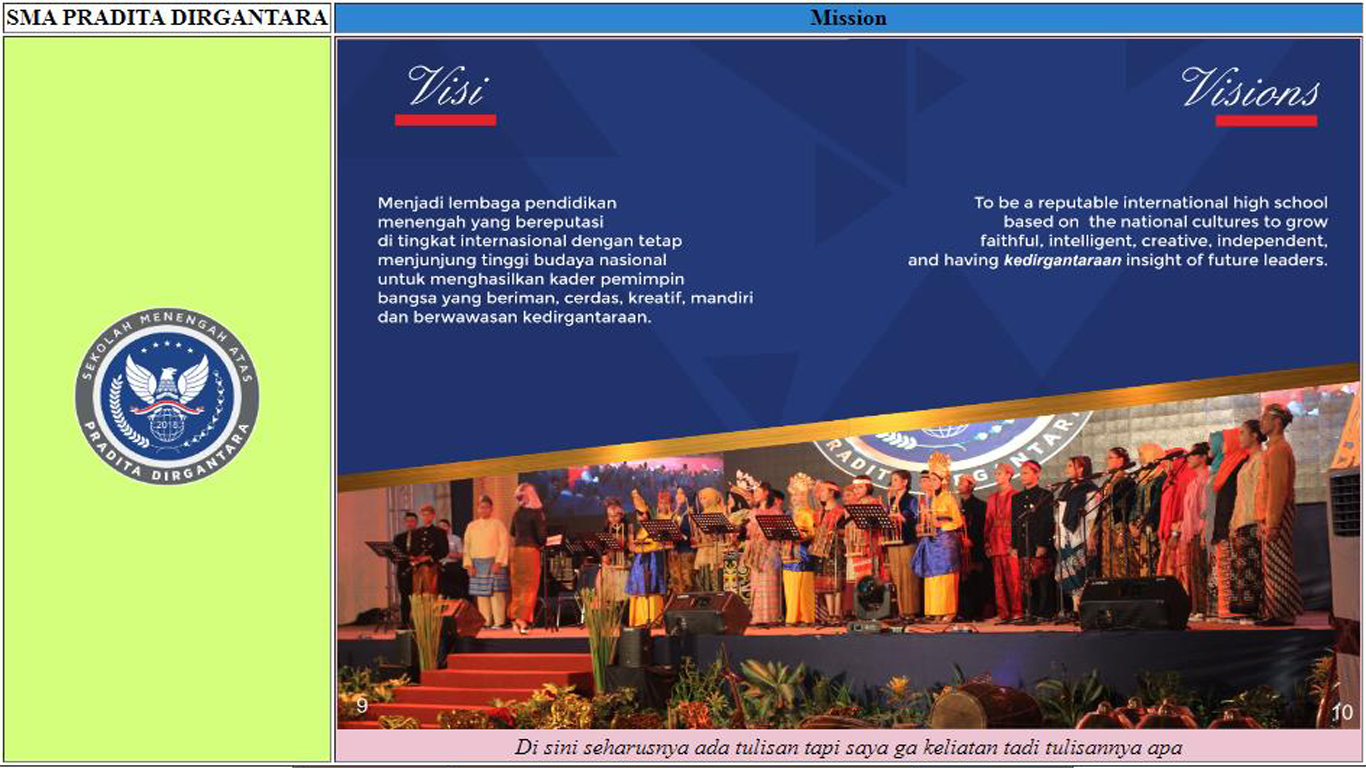 SMA PRADITA DIRGANTARA
Mission
Visi
Visions
Menjadi lembaga pendidikan
menengah yang bereputasi
di tingkat internasional dengan tetap
menjunjung tinggi budaya nasional
untuk menghasilkan kader pemimpin
bangsa yang beriman, cerdas, kreatif, mandiri
dan berwawasan kedirgantaraan.
To be a reputable international high school
based on the national cultures to grow
faithful, intelligent, creative, independent,
and having kedirgantaraan insight of future leaders.
SEKOLAH MENENGAH ATAS
2018
PRADITA DIRGANTARA
RADITA DIRGANTARA
9
10
Di sini seharusnya ada tulisan tapi saya ga keliatan tadi tulisannya apa